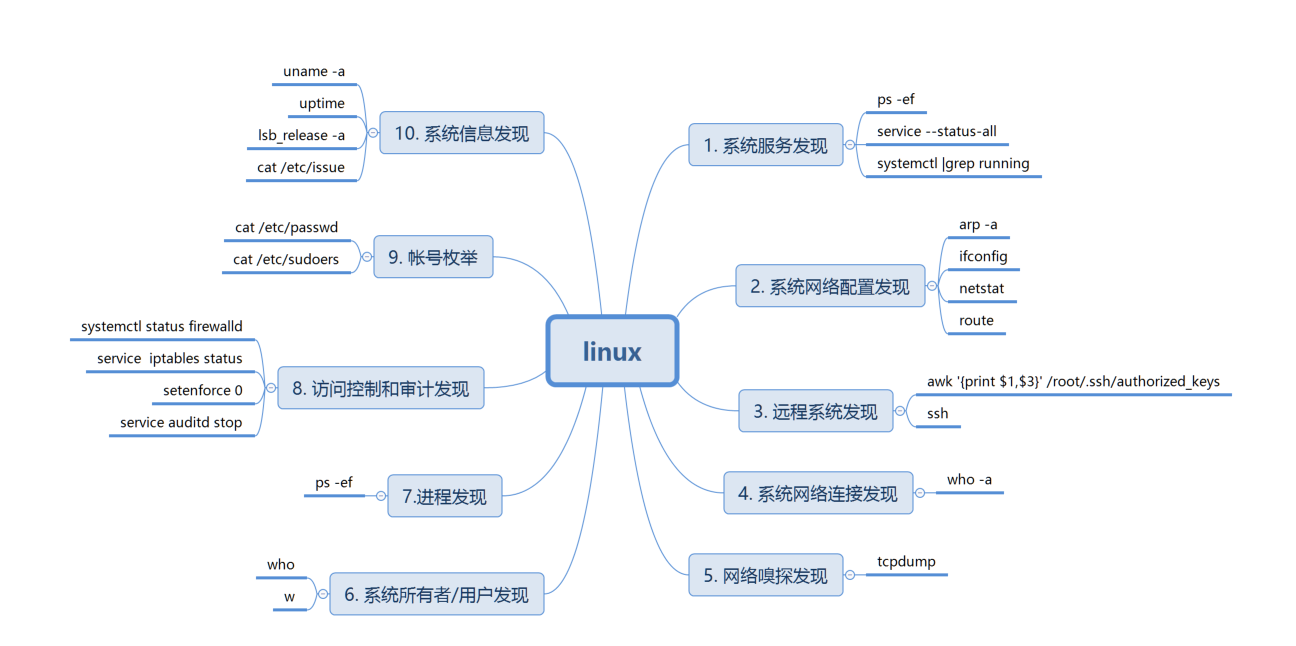 linux
1. 系统服务发现
ps -ef
service --status-all
systemctl |grep running
2. 系统网络配置发现
arp -a
ifconfig
netstat
route
3. 远程系统发现
awk '{print $1,$3}' /root/.ssh/authorized_keys
ssh
4. 系统网络连接发现
who -a
5. 网络嗅探发现
tcpdump
6. 系统所有者/用户发现
who
w
7.进程发现
ps -ef
8. 访问控制和审计发现
systemctl status firewalld
service  iptables status
setenforce 0
service auditd stop
9. 帐号枚举
cat /etc/passwd
cat /etc/sudoers
10. 系统信息发现
uname -a
uptime
lsb_release -a
cat /etc/issue